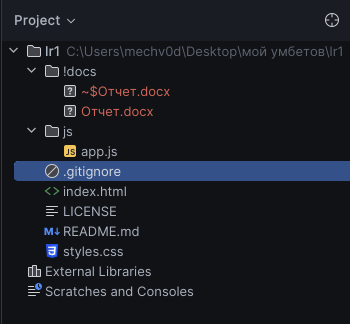 Project
lr1 C:\Users\mechv0d\Desktop\мой умбетов\lr1
!docs
~$Отчет.docx
Отчет.docx
js
JS app.js
.gitignore
<> index.html
LICENSE
M↓ README.md
styles.css
External Libraries
Scratches and Consoles